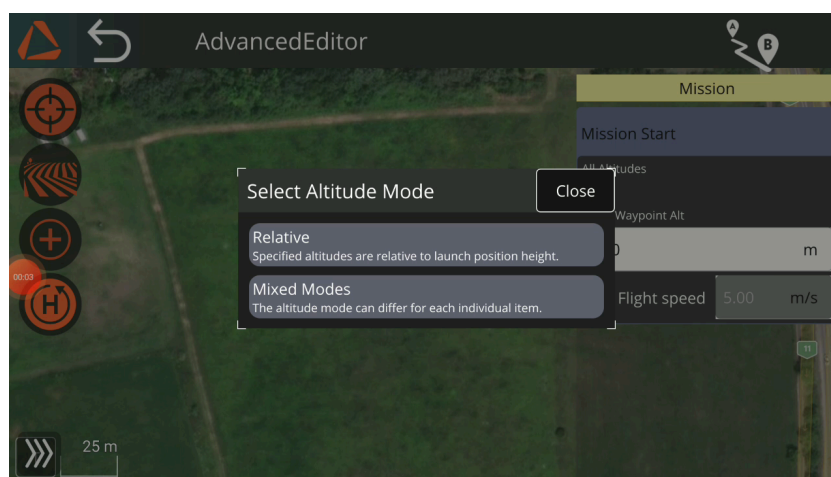 AdvancedEditor
A
B
Mission
Mission Start
Altitudes
Waypoint Alt
m
Flight speed 5.00 m/s
Select Altitude Mode
Close
Relative
Specified altitudes are relative to launch position height.
Mixed Modes
The altitude mode can differ for each individual item.
00:03
H
11
25 m